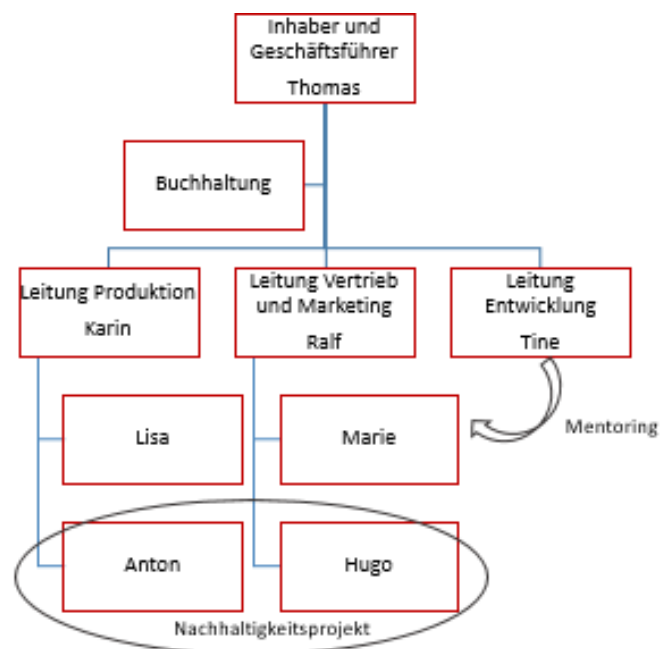 Inhaber und
Geschäftsführer
Thomas
Buchhaltung
Leitung Produktion
Karin
Leitung Vertrieb
und Marketing
Ralf
Leitung
Entwicklung
Tine
Mentoring
Lisa
Marie
Anton
Hugo
Nachhaltigkeitsprojekt